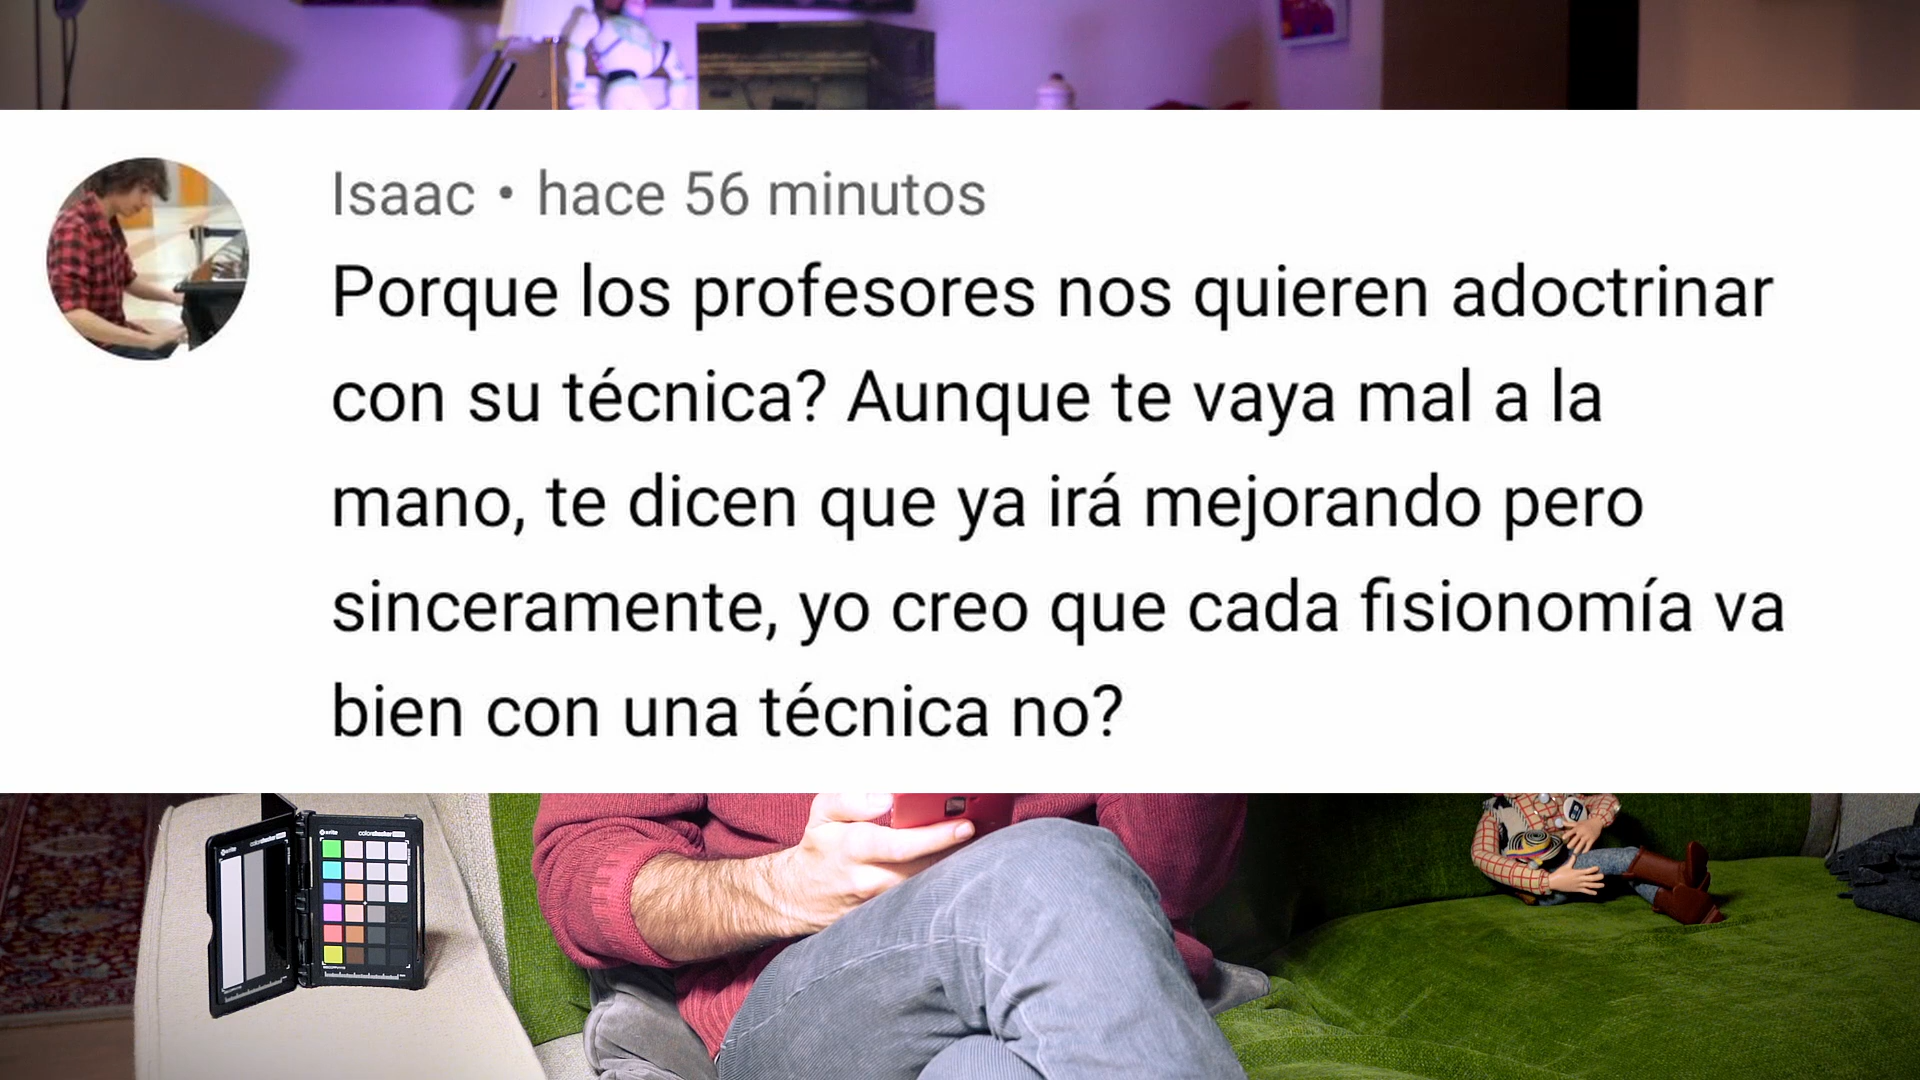 Isaac • hace 56 minutos
Porque los profesores nos quieren adoctrinar
con su técnica? Aunque te vaya mal a la
mano, te dicen que ya irá mejorando pero
sinceramente, yo creo que cada fisionomía va
bien con una técnica no?